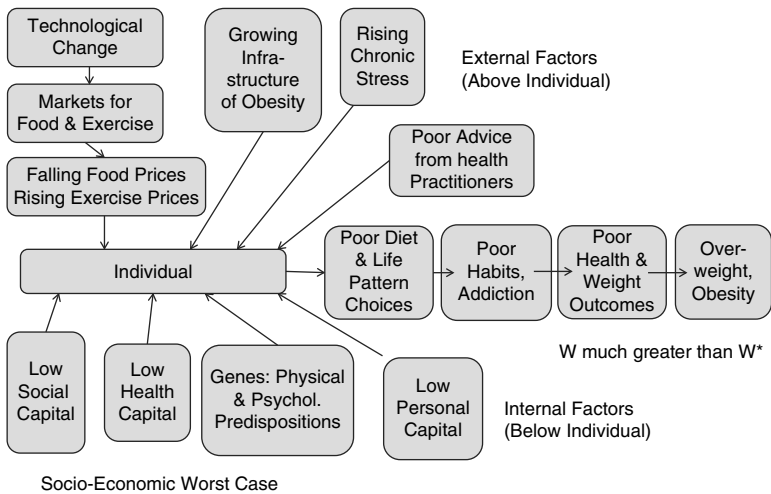 Technological
Change
Markets for
Food & Exercise
Falling Food Prices
Rising Exercise Prices
Growing
Infra-
structure
of Obesity
Rising
Chronic
Stress
External Factors
(Above Individual)
Poor Advice
from health
Practitioners
Individual
Poor Diet
& Life
Pattern
Choices
Poor
Habits,
Addiction
Poor
Health &
Weight
Outcomes
Over-
weight,
Obesity
W much greater than W*
Low
Social
Capital
Low
Health
Capital
Genes: Physical
& Psychol.
Predispositions
Low
Personal
Capital
Internal Factors
(Below Individual)
Socio-Economic Worst Case